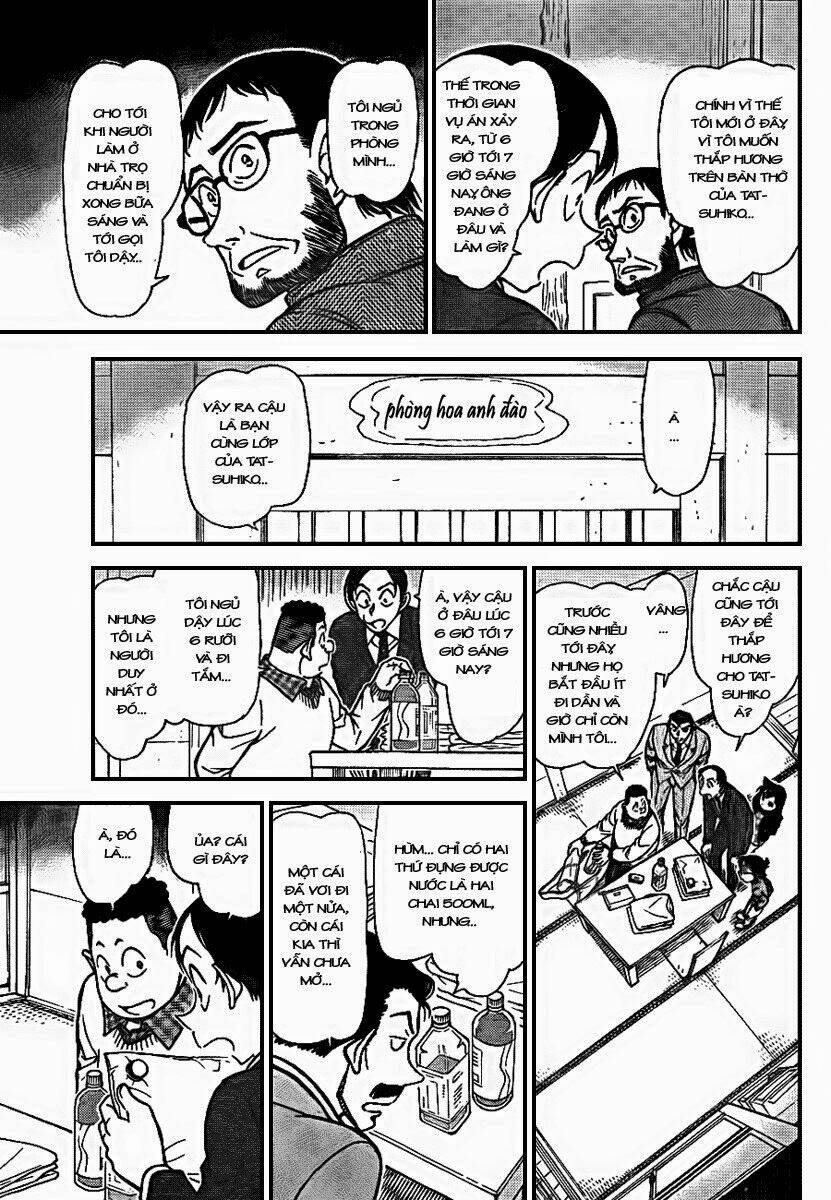 CHÍNH VÌ THẾ
TÔI MỚI Ở ĐÂY,
VÌ TÔI MUỐN
THẮP HƯƠNG
TRÊN BÀN THỜ
CỦA TAT-
SUHIKO...
THẾ TRONG
THỜI GIAN
VỤ ÁN XẢY
RA, TỪ 6
GIỜ TỚI 7
GIỜ SÁNG
NAY, ÔNG
ĐANG Ở
ĐÂU VÀ
LÀM GÌ?
TÔI NGỦ
TRONG
PHÒNG
MÌNH...
CHO TỚI
KHI NGƯỜI
LÀM Ở
NHÀ TRỌ
CHUẨN BỊ
XONG BỮA
SÁNG VÀ
TỚI GỌI
TÔI DẬY...
À
...
phòng hoa anh đào
VẬY RA CẬU
LÀ BẠN
CÙNG LỚP
CỦA TAT-
SUHIKO...
CHẮC CẬU
CŨNG TỚI
ĐÂY ĐỂ
THẮP
HƯƠNG
CHO TAT-
SUHIKO
À?
VÂNG
...
TRƯỚC
CŨNG NHIỀU
TỚI ĐÂY,
NHƯNG HỌ
BẮT ĐẦU ÍT
ĐI DẦN VÀ
GIỜ CHỈ CÒN
MÌNH TÔI...
À, VẬY CẬU
Ở ĐÂU LÚC
6 GIỜ TỚI 7
GIỜ SÁNG
NAY?
TÔI NGỦ
DẬY LÚC
6 RƯỠI
VÀ ĐI
TẮM...
NHƯNG
TÔI LÀ
NGƯỜI
DUY
NHẤT Ở
ĐÓ...
HỪM... CHỈ CÓ HAI
THỨ ĐỰNG ĐƯỢC
NƯỚC LÀ HAI
CHAI 500ML,
NHƯNG...
MỘT CÁI
ĐÃ VƠI ĐI
MỘT NỬA,
CÒN CÁI
KIA THÌ
VẪN CHƯA
MỞ...
ỦA? CÁI
GÌ ĐÂY?
À, ĐÓ
LÀ...